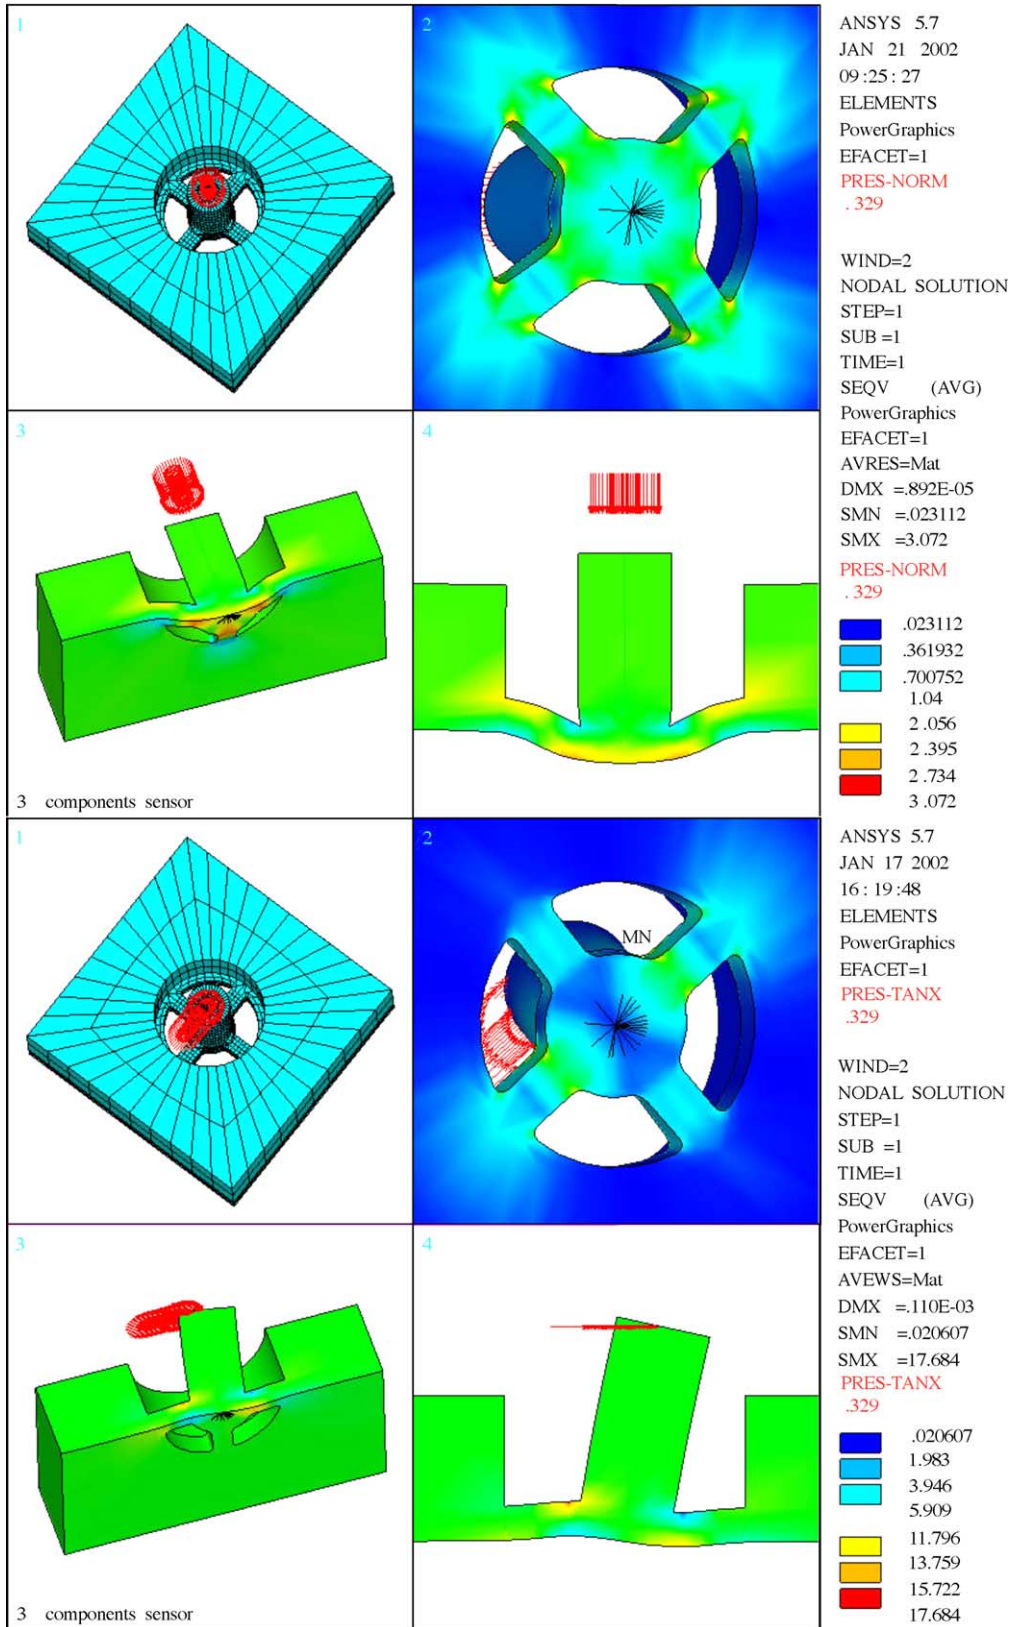 1
2
ANSYS 5.7
JAN 21 2002
09:25:27
ELEMENTS
PowerGraphics
EFACET=1
PRES-NORM
.329
WIND=2
NODAL SOLUTION
STEP=1
SUB =1
TIME=1
SEQV (AVG)
PowerGraphics
EFACET=1
AVRES=Mat
DMX =.892E-05
SMN =.023112
SMX =3.072
PRES-NORM
.329
.023112
.361932
.700752
1.04
2.056
2.395
2.734
3.072
3
4
3 components sensor
1
2
MN
ANSYS 5.7
JAN 17 2002
16:19:48
ELEMENTS
PowerGraphics
EFACET=1
PRES-TANX
.329
WIND=2
NODAL SOLUTION
STEP=1
SUB =1
TIME=1
SEQV (AVG)
PowerGraphics
EFACET=1
AVEWS=Mat
DMX =.110E-03
SMN =.020607
SMX =17.684
PRES-TANX
.329
.020607
1.983
3.946
5.909
11.796
13.759
15.722
17.684
3
4
3 components sensor